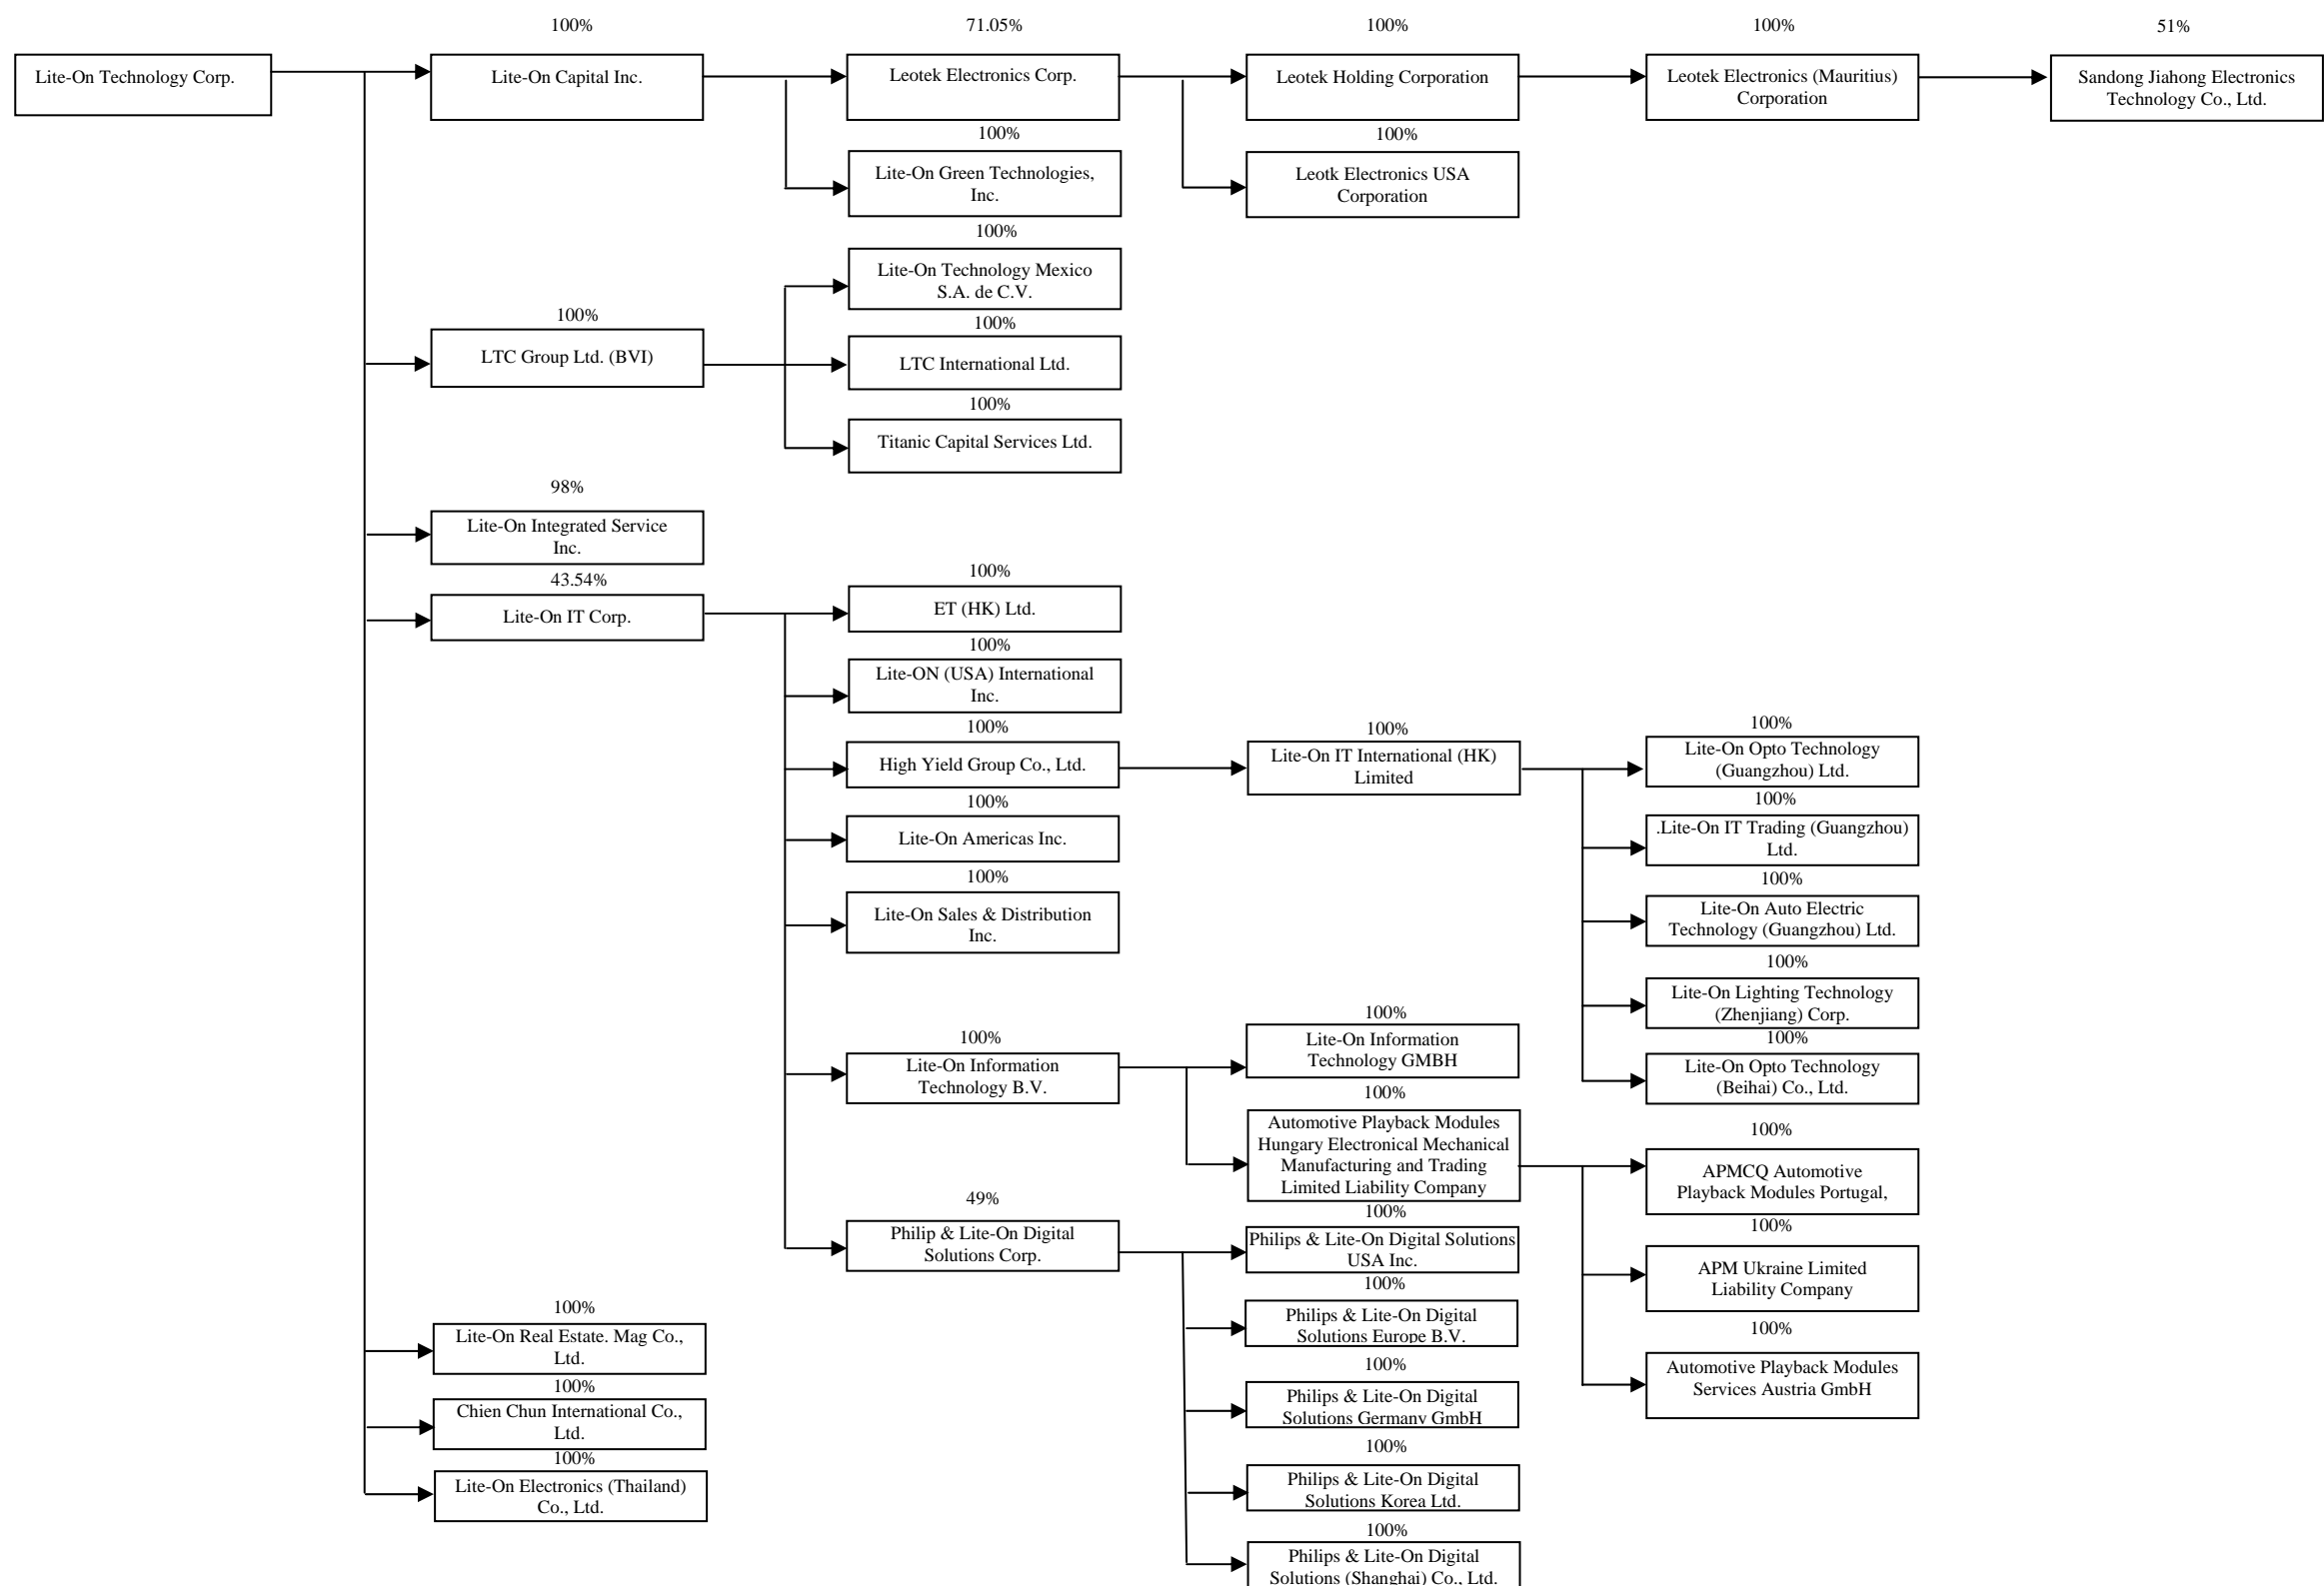 100%
71.05%
100%
100%
51%
Lite-On Technology Corp.
Lite-On Capital Inc.
Leotek Electronics Corp.
Leotek Holding Corporation
Leotek Electronics (Mauritius)
Corporation
Sandong Jiahong Electronics
Technology Co., Ltd.
100%
Lite-On Green Technologies,
Inc.
100%
Leotk Electronics USA
Corporation
100%
Lite-On Technology Mexico
S.A. de C.V.
100%
LTC Group Ltd. (BVI)
100%
LTC International Ltd.
100%
Titanic Capital Services Ltd.
98%
Lite-On Integrated Service
Inc.
43.54%
Lite-On IT Corp.
100%
ET (HK) Ltd.
100%
Lite-ON (USA) International
Inc.
100%
High Yield Group Co., Ltd.
100%
Lite-On IT International (HK)
Limited
100%
Lite-On Opto Technology
(Guangzhou) Ltd.
100%
.Lite-On IT Trading (Guangzhou)
Ltd.
100%
Lite-On Americas Inc.
100%
Lite-On Sales & Distribution
Inc.
100%
Lite-On Auto Electric
Technology (Guangzhou) Ltd.
100%
Lite-On Lighting Technology
(Zhenjiang) Corp.
100%
Lite-On Opto Technology
(Beihai) Co., Ltd.
100%
Lite-On Information
Technology B.V.
100%
Lite-On Information
Technology GMBH
100%
Automotive Playback Modules
Hungary Electronical Mechanical
Manufacturing and Trading
Limited Liability Company
100%
APMCQ Automotive
Playback Modules Portugal,
100%
APM Ukraine Limited
Liability Company
100%
Automotive Playback Modules
Services Austria GmbH
49%
Philip & Lite-On Digital
Solutions Corp.
100%
Philips & Lite-On Digital Solutions
USA Inc.
100%
Philips & Lite-On Digital
Solutions Europe B.V.
100%
Philips & Lite-On Digital
Solutions Germany GmbH
100%
Philips & Lite-On Digital
Solutions Korea Ltd.
100%
Philips & Lite-On Digital
Solutions (Shanghai) Co., Ltd.
100%
Lite-On Real Estate. Mag Co.,
Ltd.
100%
Chien Chun International Co.,
Ltd.
100%
Lite-On Electronics (Thailand)
Co., Ltd.